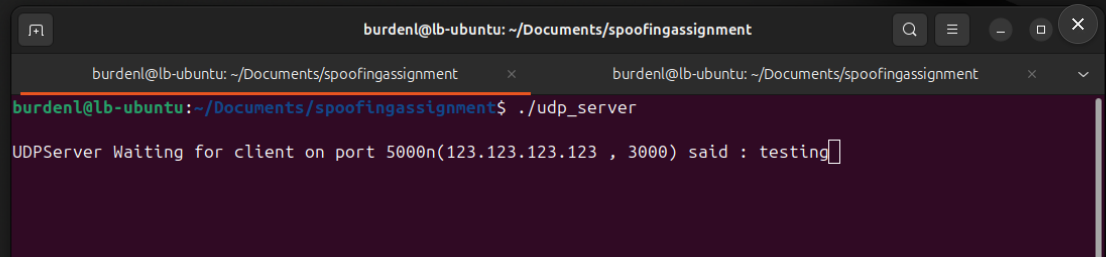 burdenl@lb-ubuntu: ~/Documents/spoofingassignment
burdenl@lb-ubuntu: ~/Documents/spoofingassignment × burdenl@lb-ubuntu: ~/Documents/spoofingassignment ×
burdenl@lb-ubuntu:~/Documents/spoofingassignment$ ./udp_server
UDPServer Waiting for client on port 5000n(123.123.123.123 , 3000) said : testing